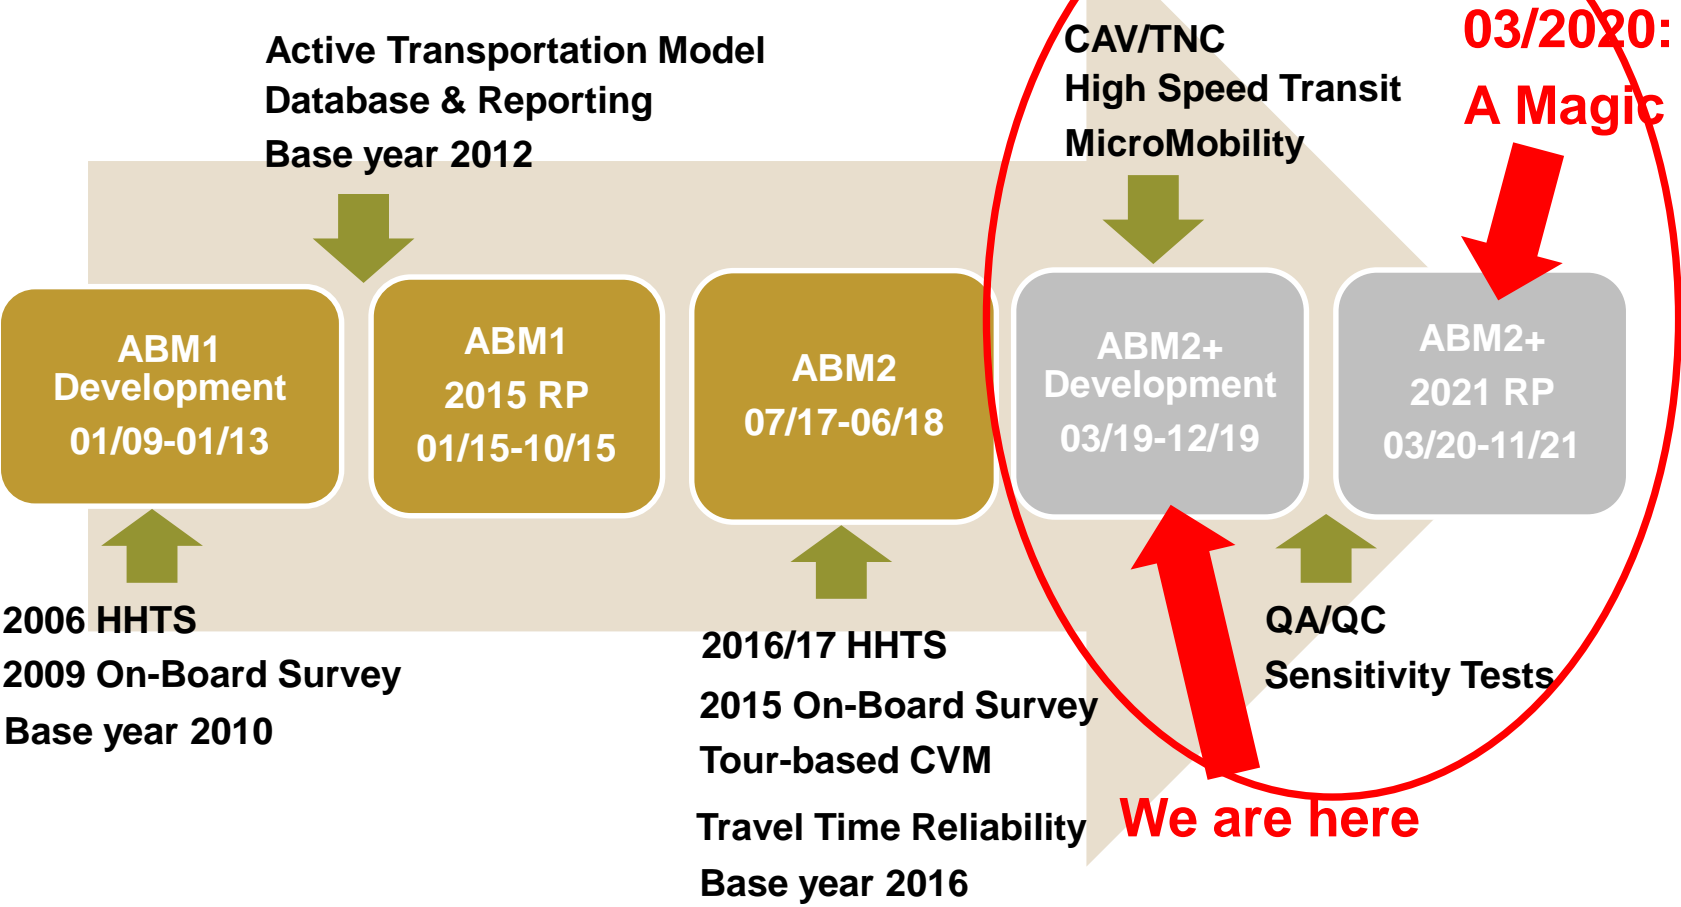 Active Transportation Model
Database & Reporting
Base year 2012
CAV/TNC
High Speed Transit
MicroMobility
03/2020:
A Magic
ABM1
Development
01/09-01/13
ABM1
2015 RP
01/15-10/15
ABM2
07/17-06/18
ABM2+
Development
03/19-12/19
ABM2+
2021 RP
03/20-11/21
2006 HHTS
2009 On-Board Survey
Base year 2010
2016/17 HHTS
2015 On-Board Survey
Tour-based CVM
Travel Time Reliability
Base year 2016
QA/QC
Sensitivity Tests
We are here